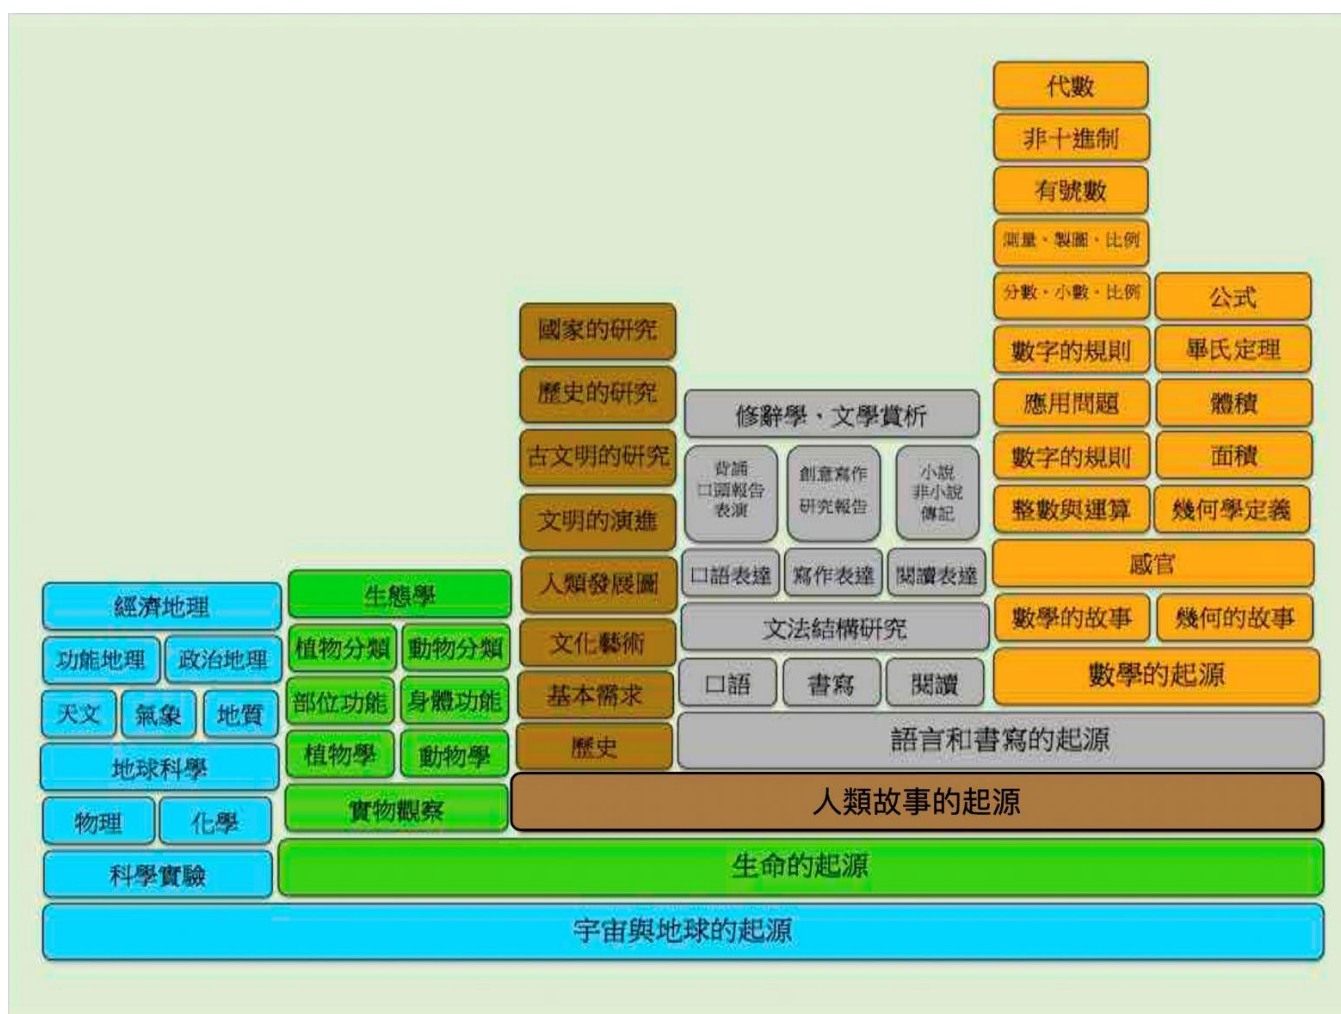 代數
非十進制
有號數
測量、製圖、比例
分數、小數、比例
公式
國家的研究
數字的規則
畢氏定理
歷史的研究
修辭學、文學賞析
應用問題
體積
古文明的研究
背誦
口頭報告
表演
創意寫作
研究報告
小說
非小說
傳記
數字的規則
面積
文明的演進
整數與運算
幾何學定義
經濟地理
生態學
人類發展圖
口語表達
寫作表達
閱讀表達
感官
功能地理
政治地理
植物分類
動物分類
文化藝術
文法結構研究
數學的故事
幾何的故事
天文
氣象
地質
部位功能
身體功能
基本需求
口語
書寫
閱讀
數學的起源
地球科學
植物學
動物學
歷史
語言和書寫的起源
物理
化學
實物觀察
人類故事的起源
科學實驗
生命的起源
宇宙與地球的起源